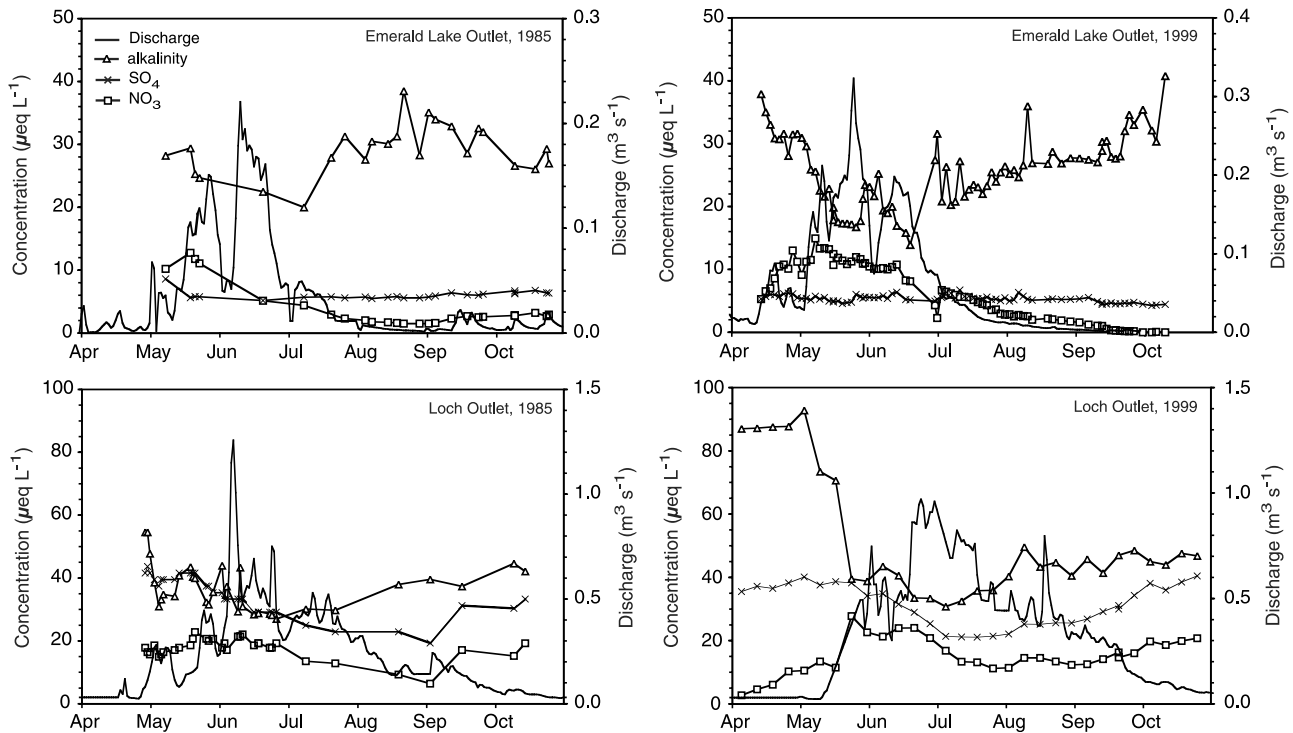 50
40
30
20
10
0
Concentration (µeq L⁻¹)
Discharge
alkalinity
SO₄
NO₃
Emerald Lake Outlet, 1985
0.3
0.2
0.1
0.0
Discharge (m³ s⁻¹)
Apr May Jun Jul Aug Sep Oct
50
40
30
20
10
0
Concentration (µeq L⁻¹)
Emerald Lake Outlet, 1999
0.4
0.3
0.2
0.1
0.0
Discharge (m³ s⁻¹)
Apr May Jun Jul Aug Sep Oct
100
80
60
40
20
0
Concentration (µeq L⁻¹)
Loch Outlet, 1985
1.5
1.0
0.5
0.0
Discharge (m³ s⁻¹)
Apr May Jun Jul Aug Sep Oct
100
80
60
40
20
0
Concentration (µeq L⁻¹)
Loch Outlet, 1999
1.5
1.0
0.5
0.0
Discharge (m³ s⁻¹)
Apr May Jun Jul Aug Sep Oct